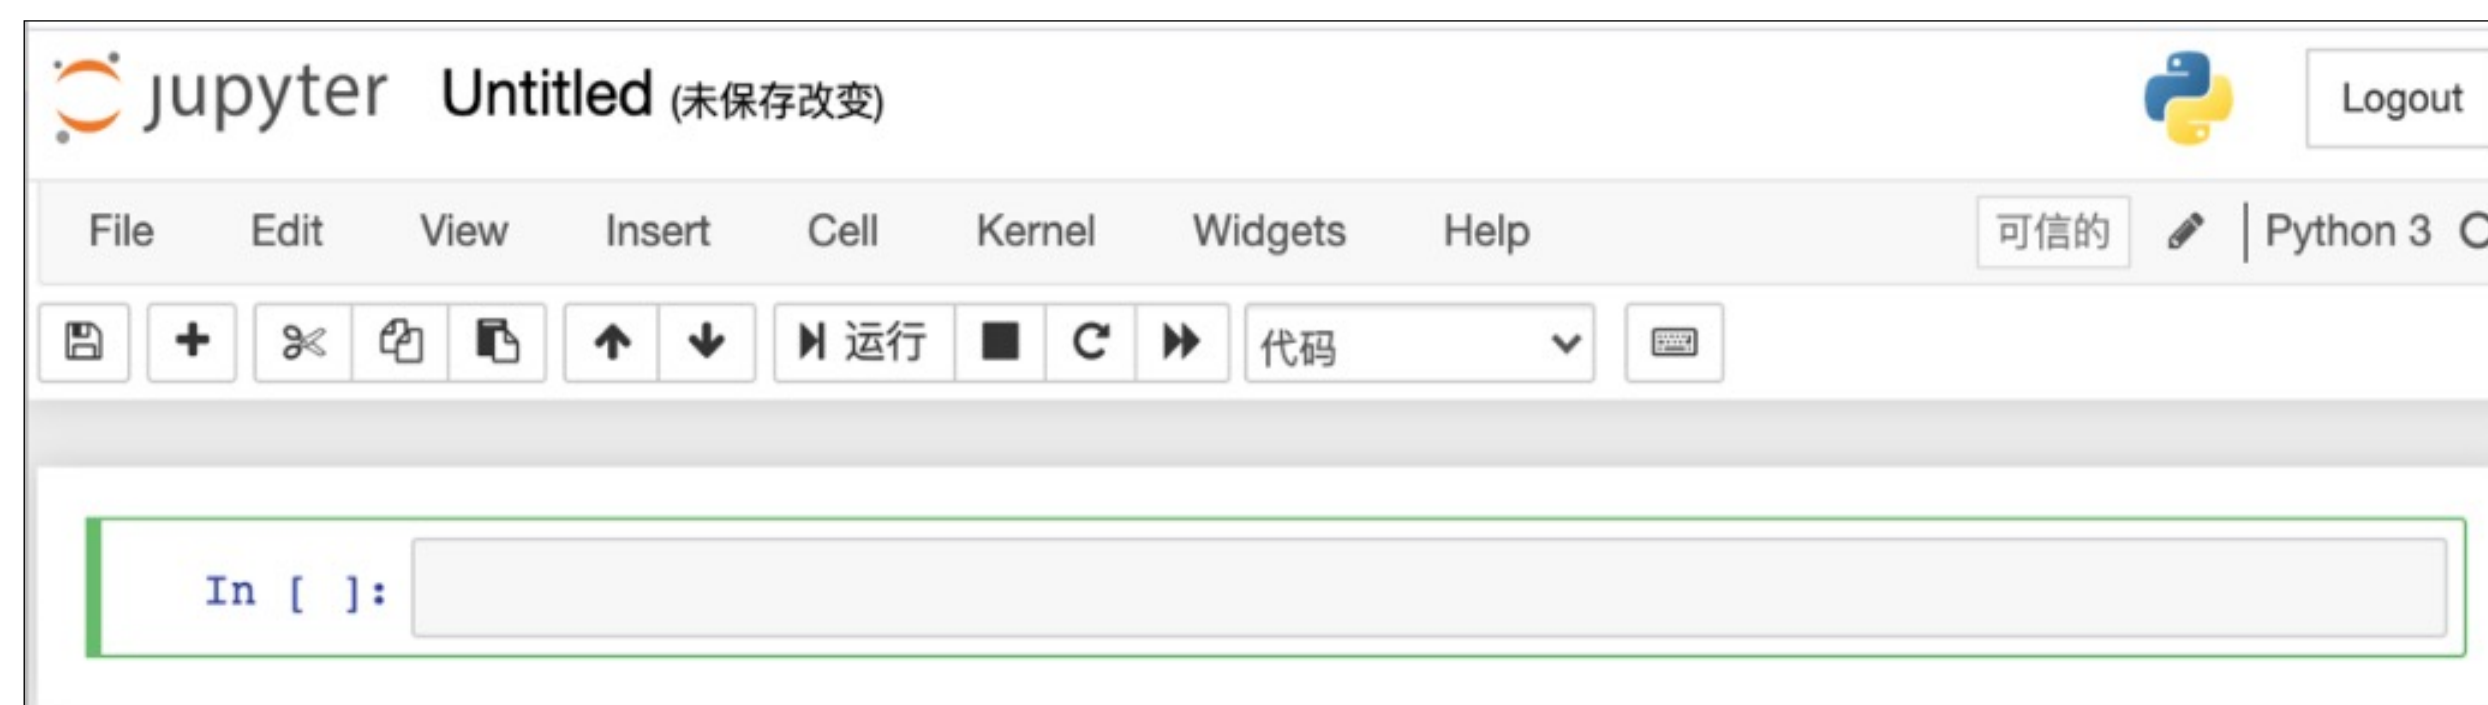 jupyter Untitled (未保存改变) Logout
File Edit View Insert Cell Kernel Widgets Help 可信的 Python 3
运行 代码
In [ ]: